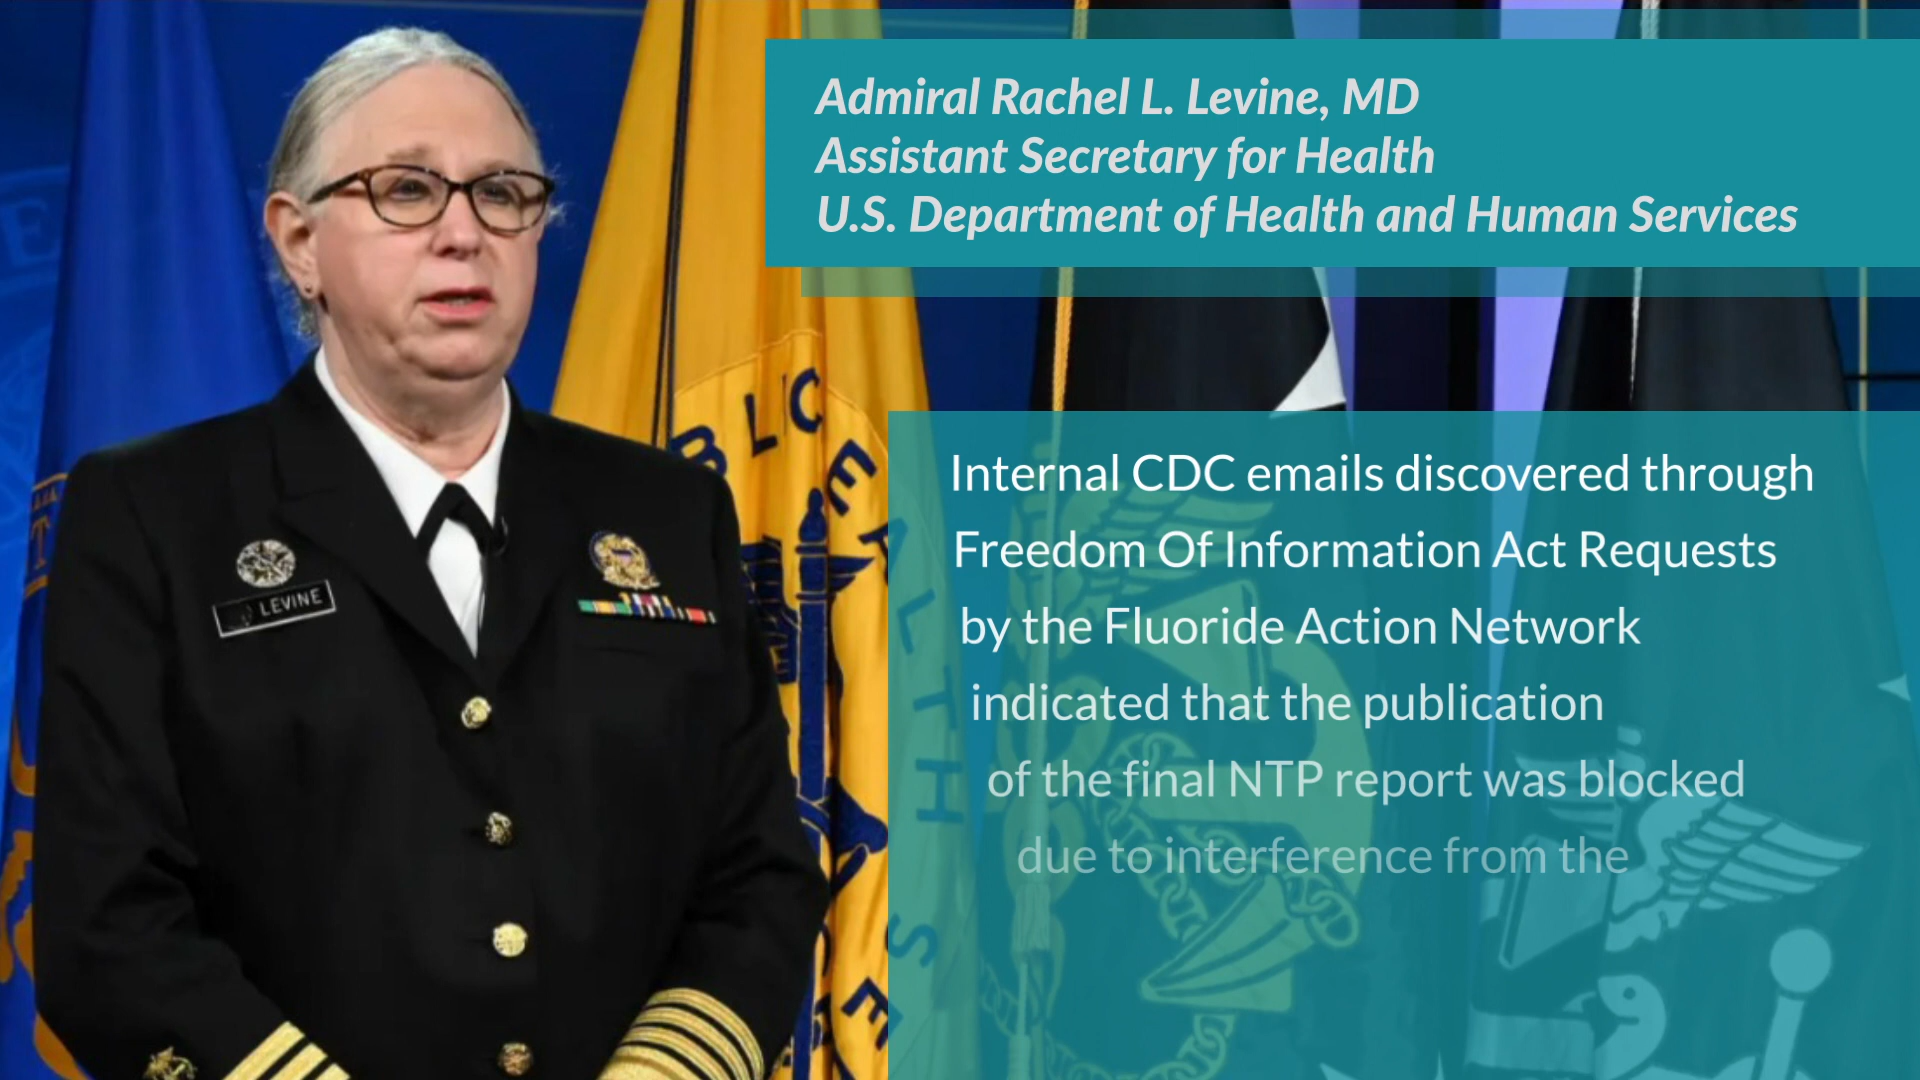 Admiral Rachel L. Levine, MD
Assistant Secretary for Health
U.S. Department of Health and Human Services
Internal CDC emails discovered through
Freedom Of Information Act Requests
by the Fluoride Action Network
indicated that the publication
of the final NTP report was blocked
due to interference from the
LEVINE